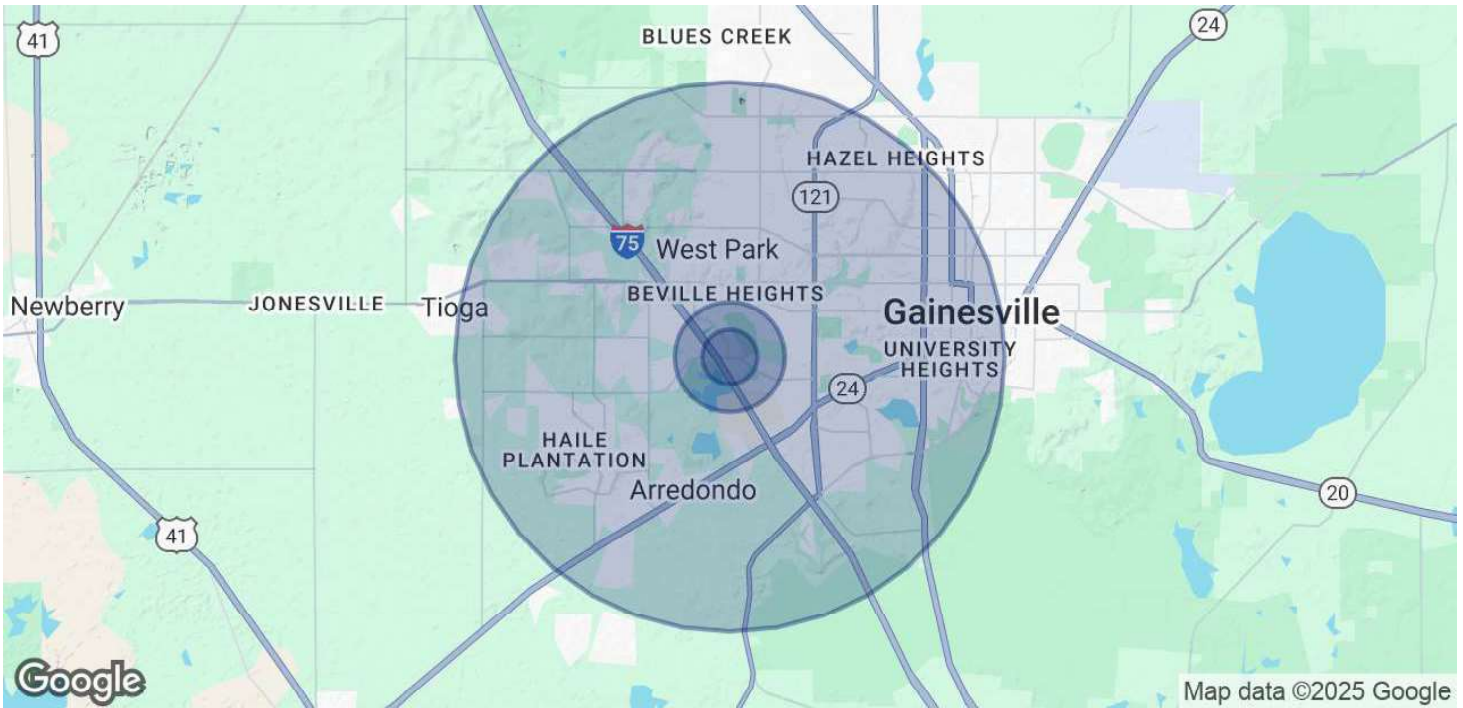 41
24
BLUES CREEK
HAZEL HEIGHTS
121
75
West Park
BEVILLE HEIGHTS
Newberry
JONESVILLE
Tioga
Gainesville
UNIVERSITY
HEIGHTS
24
HAILE
PLANTATION
Arredondo
20
41
Google
Map data ©2025 Google